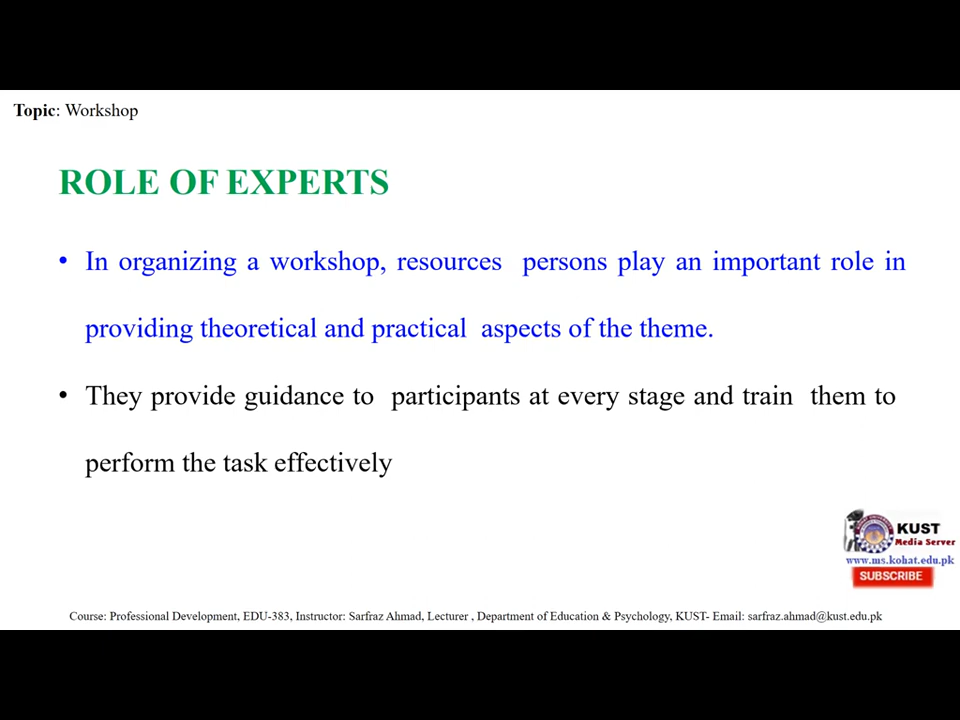 Topic: Workshop
ROLE OF EXPERTS
• In organizing a workshop, resources persons play an important role in
providing theoretical and practical aspects of the theme.
• They provide guidance to participants at every stage and train them to
perform the task effectively
KUST
Media Server
www.ms.kohat.edu.pk
SUBSCRIBE
Course: Professional Development, EDU-383, Instructor: Sarfraz Ahmad, Lecturer , Department of Education & Psychology, KUST- Email: sarfraz.ahmad@kust.edu.pk